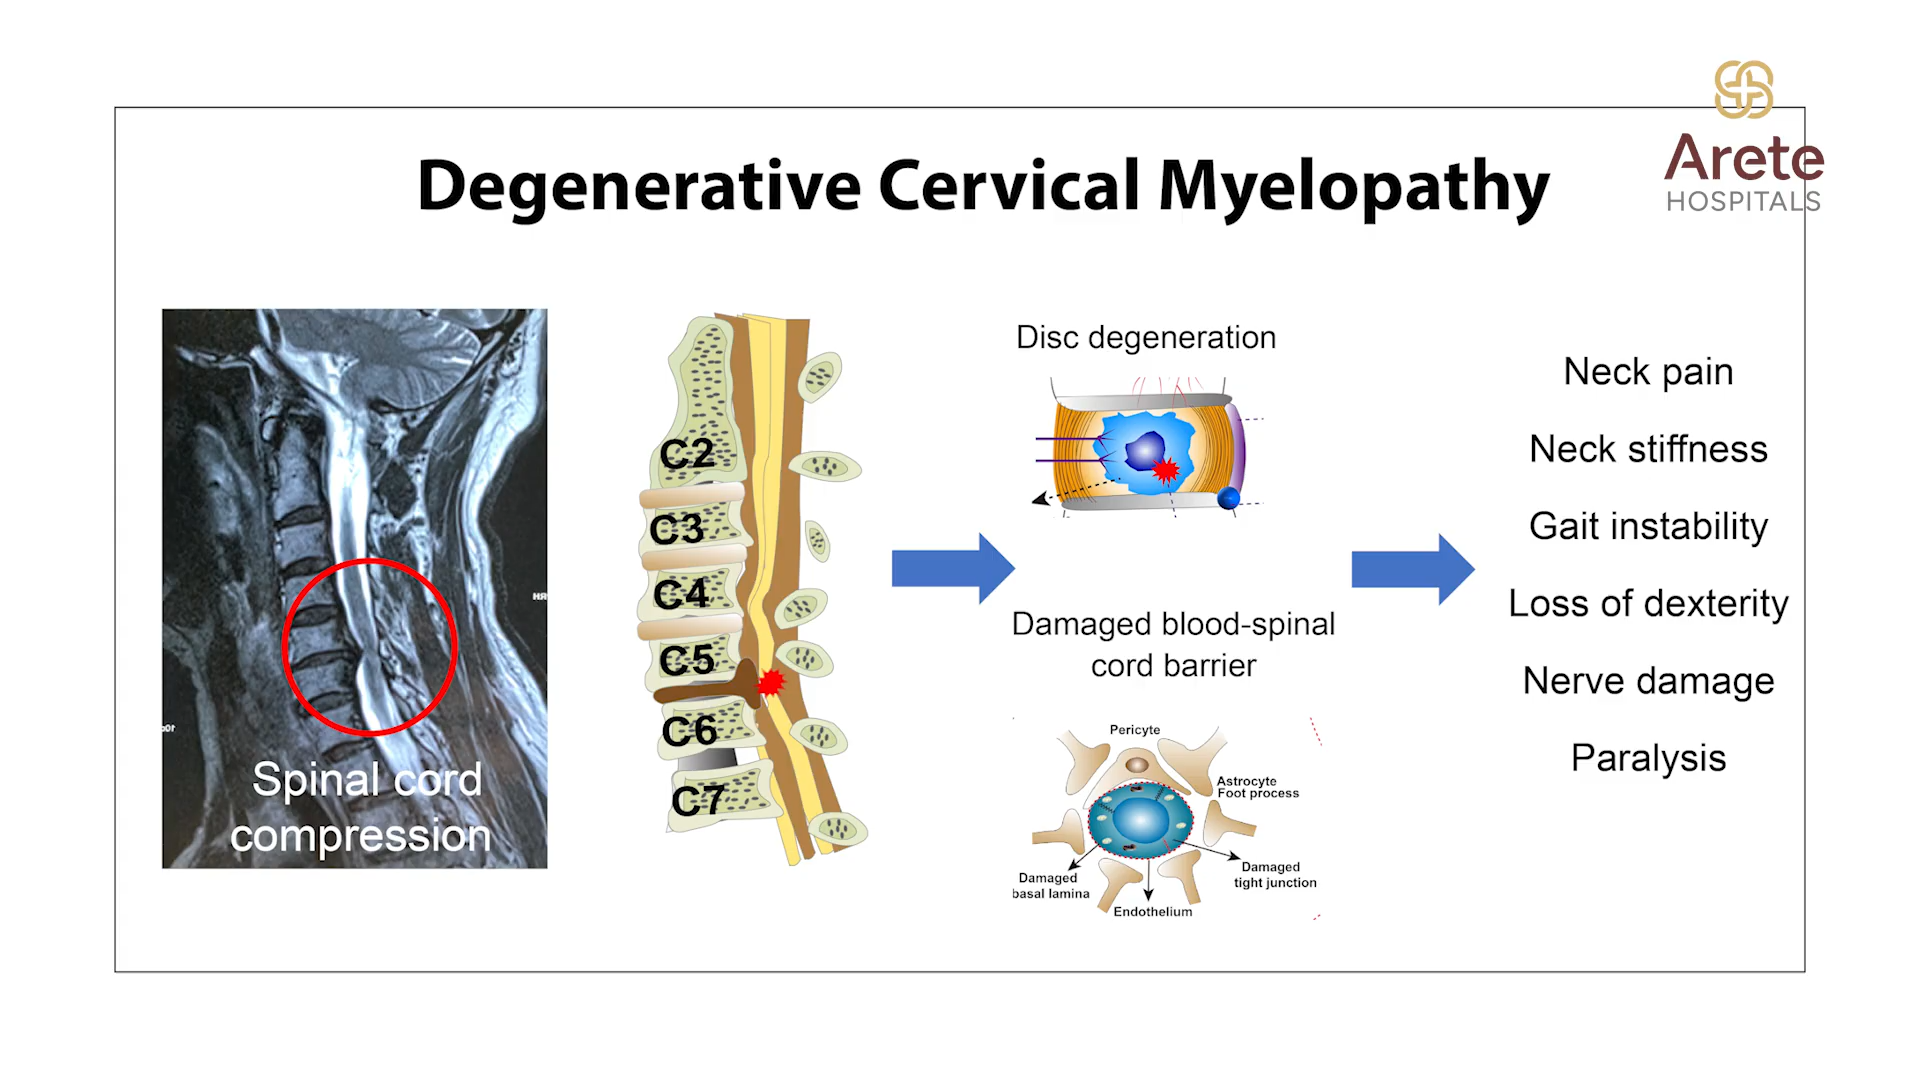 Arete
HOSPITALS
Degenerative Cervical Myelopathy
Spinal cord
compression
C2
C3
C4
C5
C6
C7
Disc degeneration
Damaged blood-spinal
cord barrier
Pericyte
Astrocyte
Foot process
Damaged
tight junction
Damaged
basal lamina
Endothelium
Neck pain
Neck stiffness
Gait instability
Loss of dexterity
Nerve damage
Paralysis